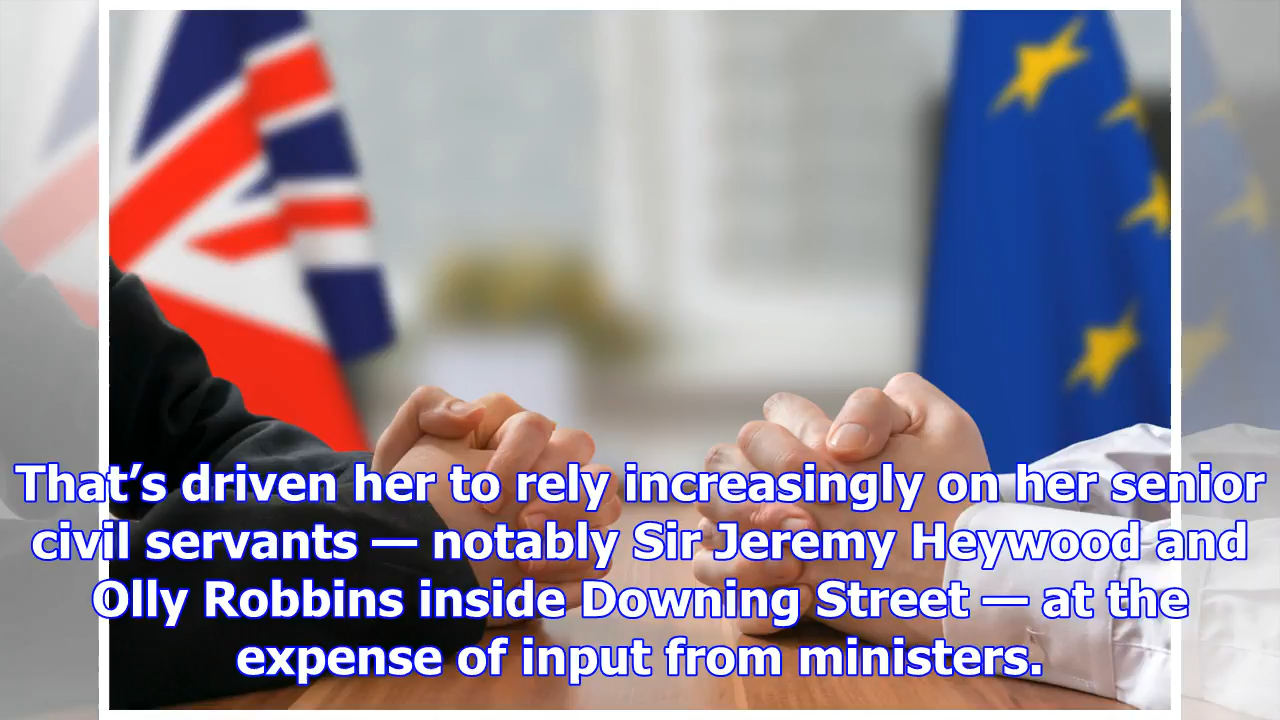 That’s driven her to rely increasingly on her senior
civil servants — notably Sir Jeremy Heywood and
Olly Robbins inside Downing Street — at the
expense of input from ministers.